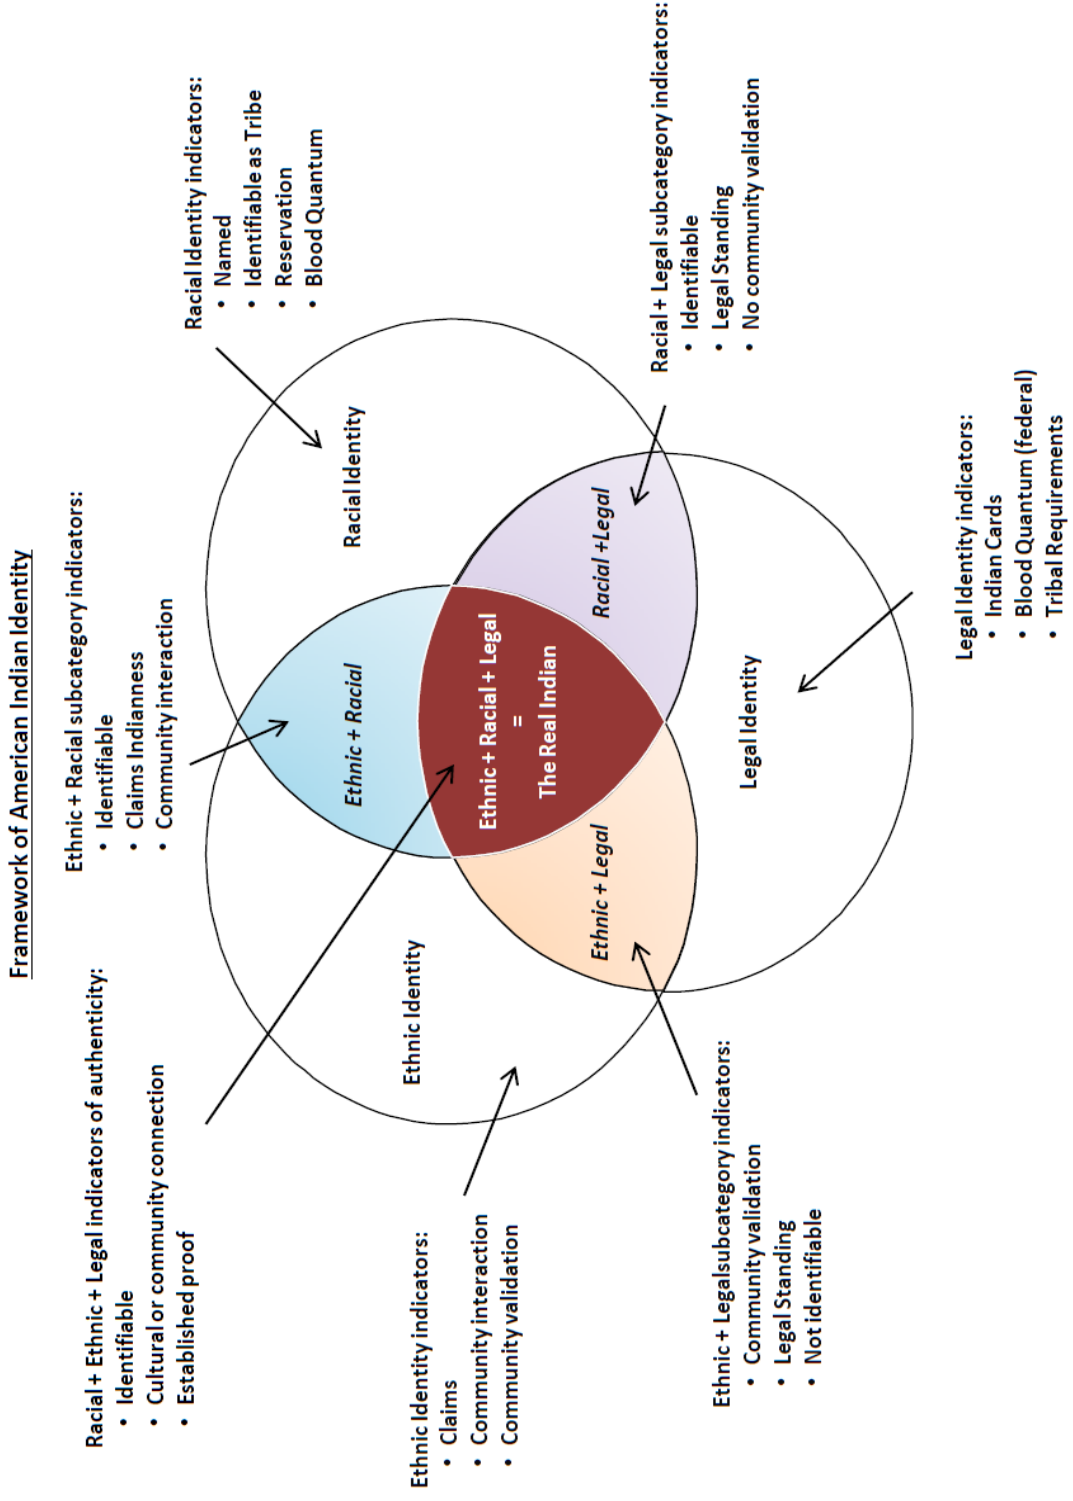 Framework of American Indian Identity
Racial + Ethnic + Legal indicators of authenticity:
• Identifiable
• Cultural or community connection
• Established proof
Ethnic + Racial subcategory indicators:
• Identifiable
• Claims Indianness
• Community interaction
Racial Identity indicators:
• Named
• Identifiable as Tribe
• Reservation
• Blood Quantum
Ethnic Identity
Ethnic + Racial
Racial Identity
Ethnic + Racial + Legal
=
The Real Indian
Ethnic + Legal
Racial +Legal
Legal Identity
Ethnic Identity indicators:
• Claims
• Community interaction
• Community validation
Ethnic + Legalsubcategory indicators:
• Community validation
• Legal Standing
• Not identifiable
Racial + Legal subcategory indicators:
• Identifiable
• Legal Standing
• No community validation
Legal Identity indicators:
• Indian Cards
• Blood Quantum (federal)
• Tribal Requirements